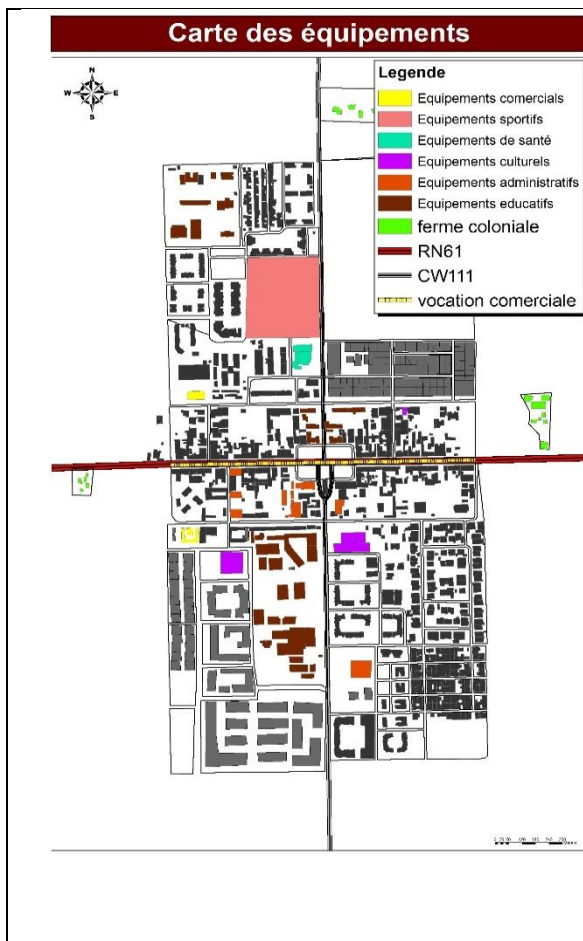 Carte des équipements
N
W E
S
Legende
Equipements comercials
Equipements sportifs
Equipements de santé
Equipements culturels
Equipements administratifs
Equipements educatifs
ferme coloniale
RN61
CW111
vocation comerciale